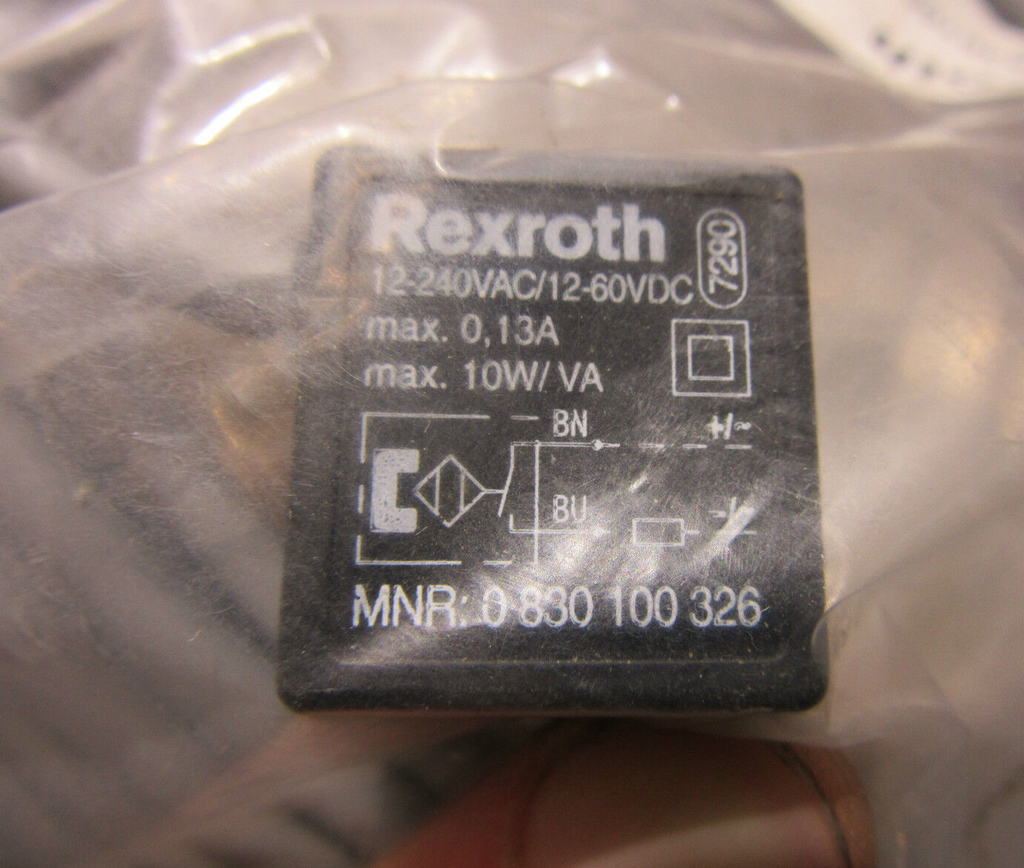 Rexroth
7290
12-240VAC/12-60VDC
max. 0,13A
max. 10W/ VA
BN +/~
BU
MNR: 0 830 100 326